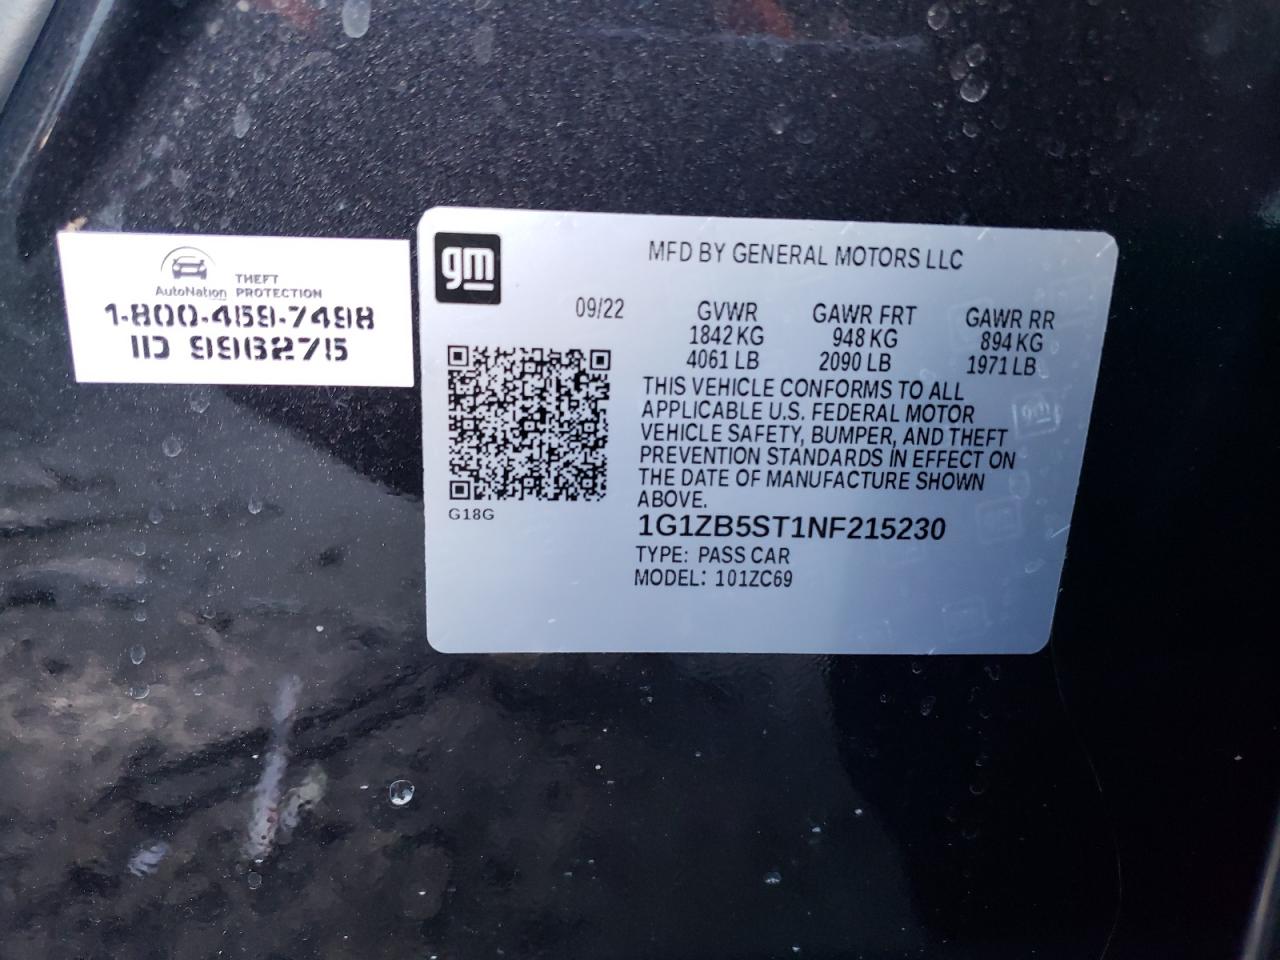 AutoNation THEFT PROTECTION
1-800-459-7498
ID 996275
gm
MFD BY GENERAL MOTORS LLC
09/22 GVWR GAWR FRT GAWR RR
1842 KG 948 KG 894 KG
4061 LB 2090 LB 1971 LB
THIS VEHICLE CONFORMS TO ALL
APPLICABLE U.S. FEDERAL MOTOR
VEHICLE SAFETY, BUMPER, AND THEFT
PREVENTION STANDARDS IN EFFECT ON
THE DATE OF MANUFACTURE SHOWN
ABOVE.
G18G
1G1ZB5ST1NF215230
TYPE: PASS CAR
MODEL: 101ZC69